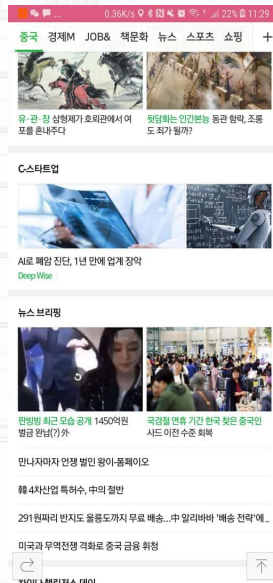 0.36K/s 22% 11:29
중국 경제M JOB& 책문화 뉴스 스포츠 쇼핑 +
유·관·장 삼형제가 호뢰관에서 여
포를 혼내주다
뒷담화는 인간본능 동관 함락, 조롱
도 죄가 될까?
C-스타트업
AI로 폐암 진단, 1년 만에 업계 장악
Deep Wise
뉴스 브리핑
판빙빙 최근 모습 공개 1450억원
벌금 완납(?) 外
국경절 연휴 기간 한국 찾은 중국인
사드 이전 수준 회복
만나자마자 언쟁 벌인 왕이-폼페이오
韓 4차산업 특허수, 中의 절반
291원짜리 반지도 울릉도까지 무료 배송...中 알리바바 '배송 전략'에
미국과 무역전쟁 격화로 중국 금융 휘청